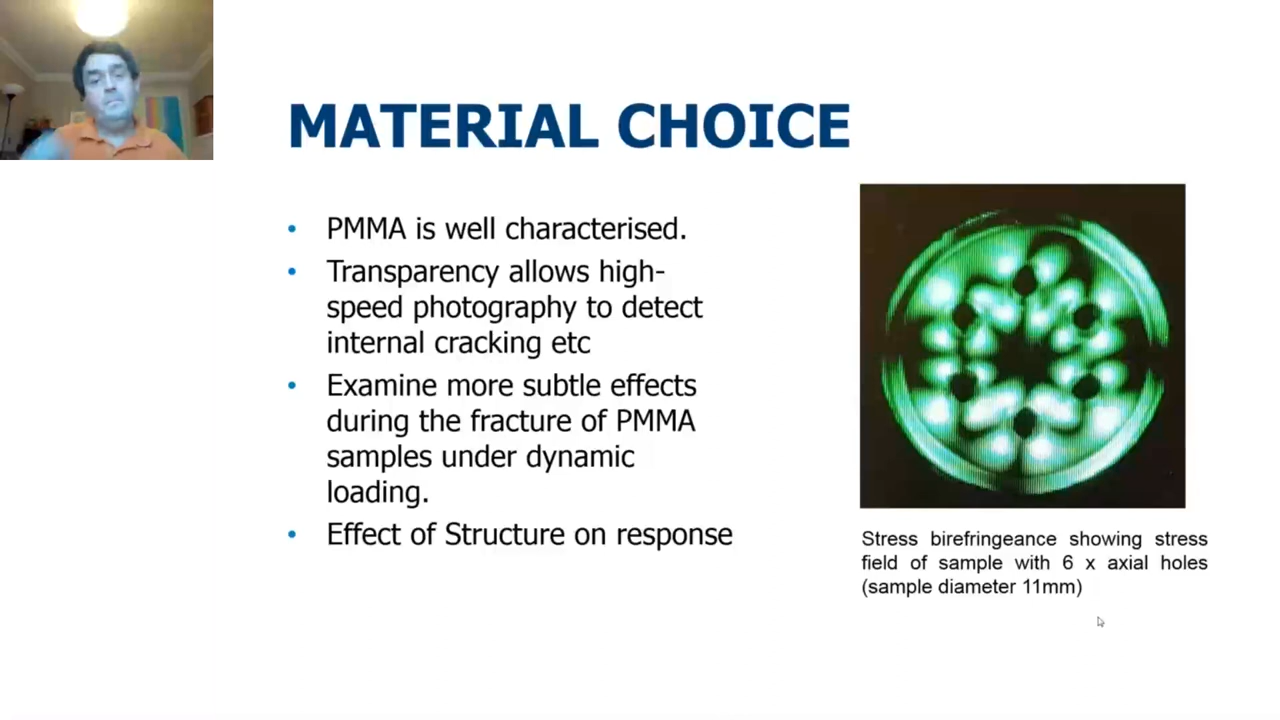 MATERIAL CHOICE
• PMMA is well characterised.
• Transparency allows high-
speed photography to detect
internal cracking etc
• Examine more subtle effects
during the fracture of PMMA
samples under dynamic
loading.
• Effect of Structure on response
Stress birefringeance showing stress
field of sample with 6 x axial holes
(sample diameter 11mm)